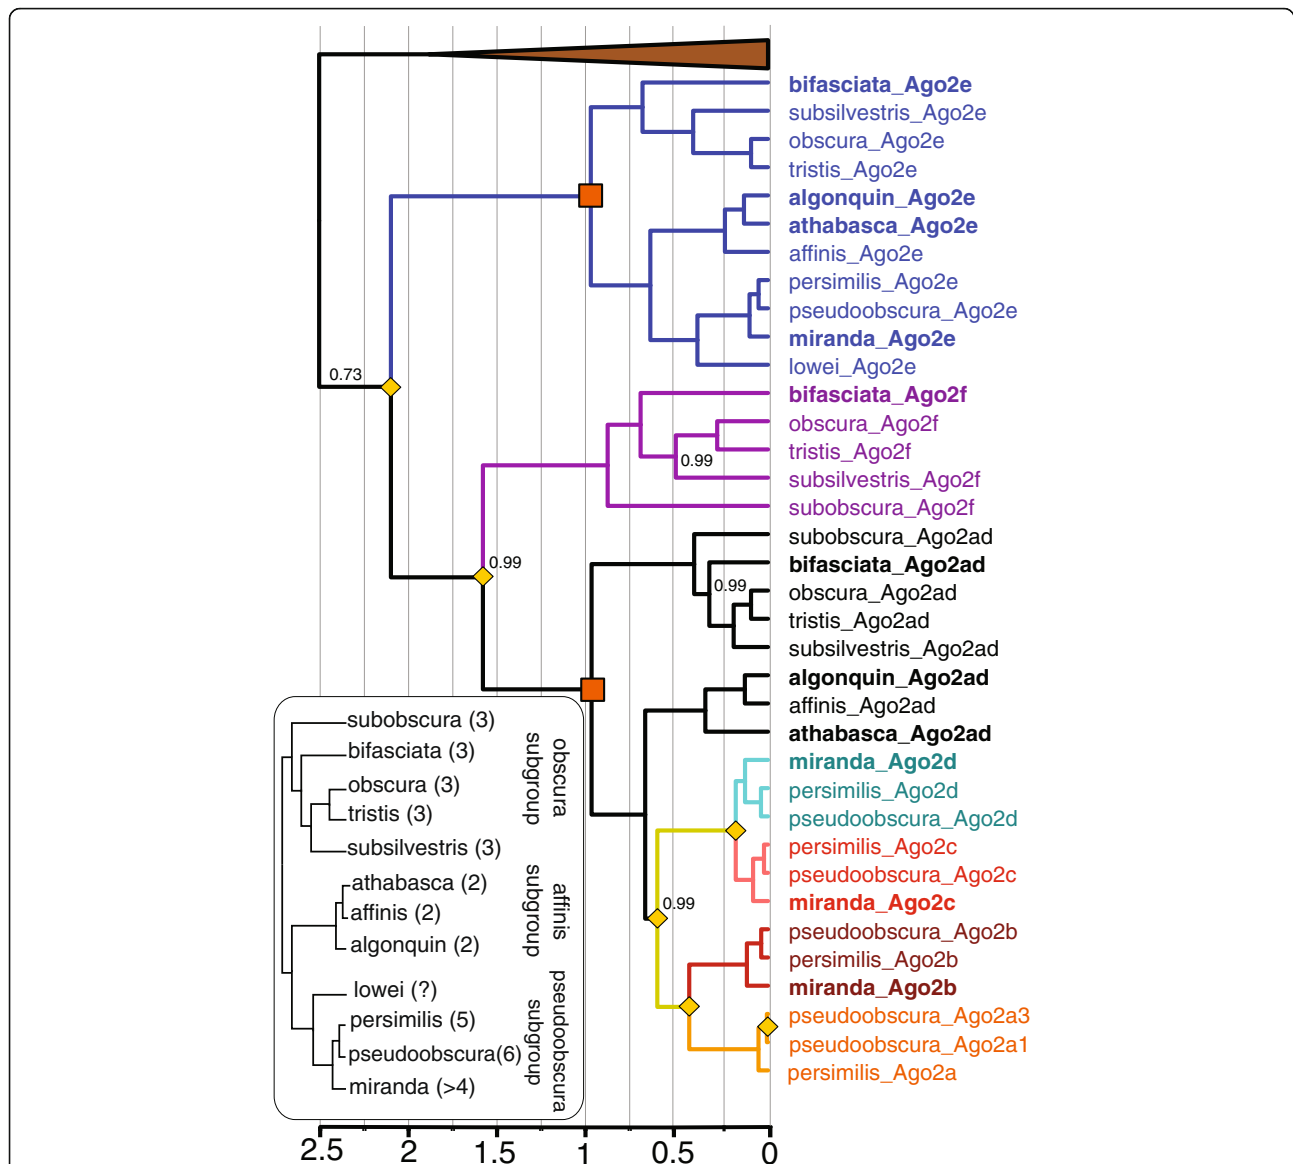 bifasciata_Ago2e
subsilvestris_Ago2e
obscura_Ago2e
tristis_Ago2e
algonquin_Ago2e
athabasca_Ago2e
affinis_Ago2e
persimilis_Ago2e
pseudoobscura_Ago2e
miranda_Ago2e
lowei_Ago2e
0.73
bifasciata_Ago2f
obscura_Ago2f
tristis_Ago2f
0.99
subsilvestris_Ago2f
subobscura_Ago2f
subobscura_Ago2ad
0.99
bifasciata_Ago2ad
0.99
obscura_Ago2ad
tristis_Ago2ad
subsilvestris_Ago2ad
algonquin_Ago2ad
affinis_Ago2ad
athabasca_Ago2ad
miranda_Ago2d
persimilis_Ago2d
pseudoobscura_Ago2d
persimilis_Ago2c
pseudoobscura_Ago2c
miranda_Ago2c
0.99
pseudoobscura_Ago2b
persimilis_Ago2b
miranda_Ago2b
pseudoobscura_Ago2a3
pseudoobscura_Ago2a1
persimilis_Ago2a
subobscura (3)
bifasciata (3)
obscura (3)
tristis (3)
subsilvestris (3)
obscura
subgroup
athabasca (2)
affinis (2)
algonquin (2)
affinis
subgroup
lowei (?)
persimilis (5)
pseudoobscura(6)
miranda (>4)
pseudoobscura
subgroup
2.5 2 1.5 1 0.5 0